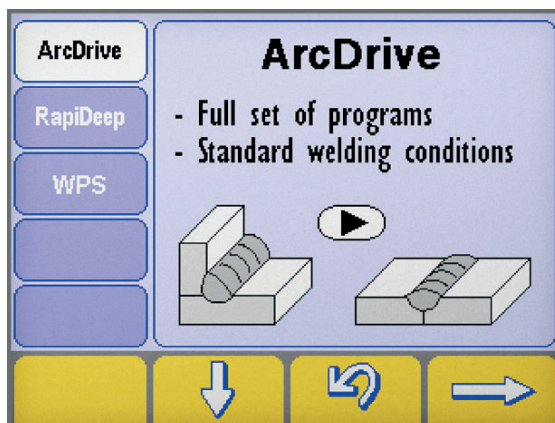 ArcDrive
RapiDeep
WPS
ArcDrive
- Full set of programs
- Standard welding conditions